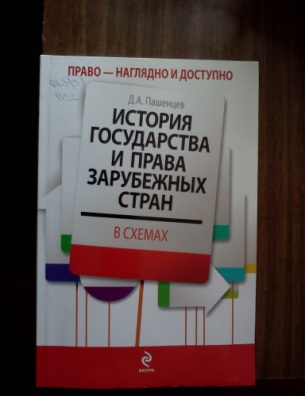 ПРАВО — НАГЛЯДНО И ДОСТУПНО
Д.А. Пашенцев
ИСТОРИЯ
ГОСУДАРСТВА
И ПРАВА
ЗАРУБЕЖНЫХ
СТРАН
В СХЕМАХ